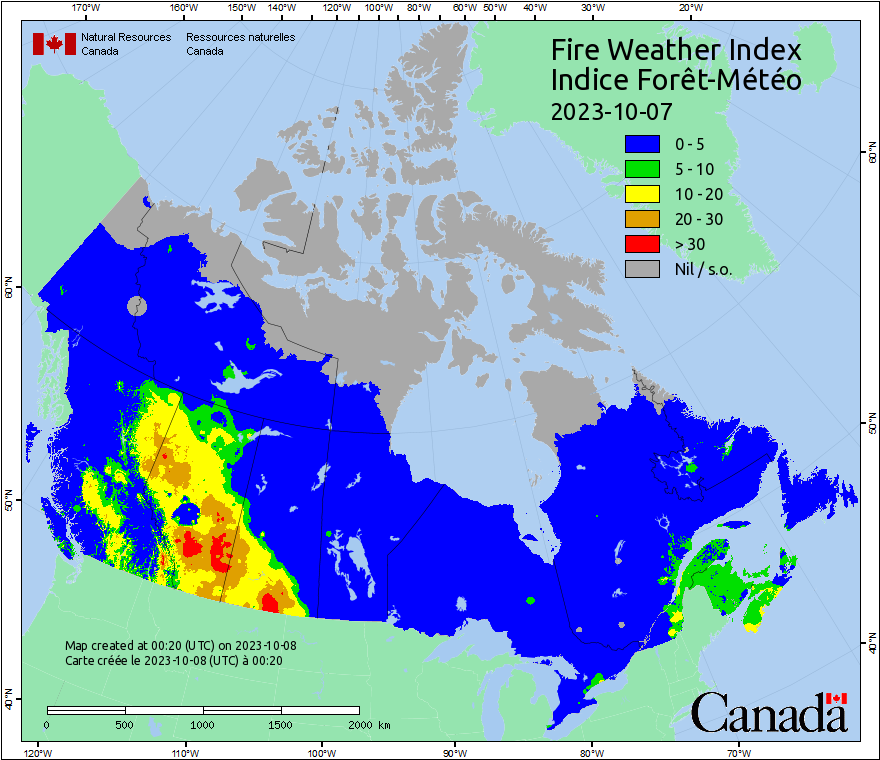 170°W 160°W 150°W 140°W 120°W 100°W 80°W 60°W 50°W 40°W 30°W 20°W
Natural Resources Ressources naturelles
Canada Canada
Fire Weather Index
Indice Forêt-Météo
2023-10-07
0 - 5
5 - 10
10 - 20
20 - 30
> 30
Nil / s.o.
60°N
60°N
50°N
50°N
40°N
40°N
Map created at 00:20 (UTC) on 2023-10-08
Carte créée le 2023-10-08 (UTC) à 00:20
0 500 1000 1500 2000 km
Canada
120°W 110°W 100°W 90°W 80°W 70°W